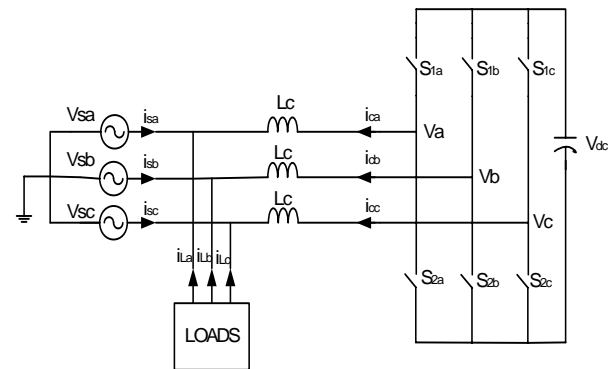 S1a S1b S1c
Vsa isa Lc ica Va
Vdc
Vsb isb Lc icb Vb
Vsc isc Lc icc Vc
iLa iLb iLc
S2a S2b S2c
LOADS